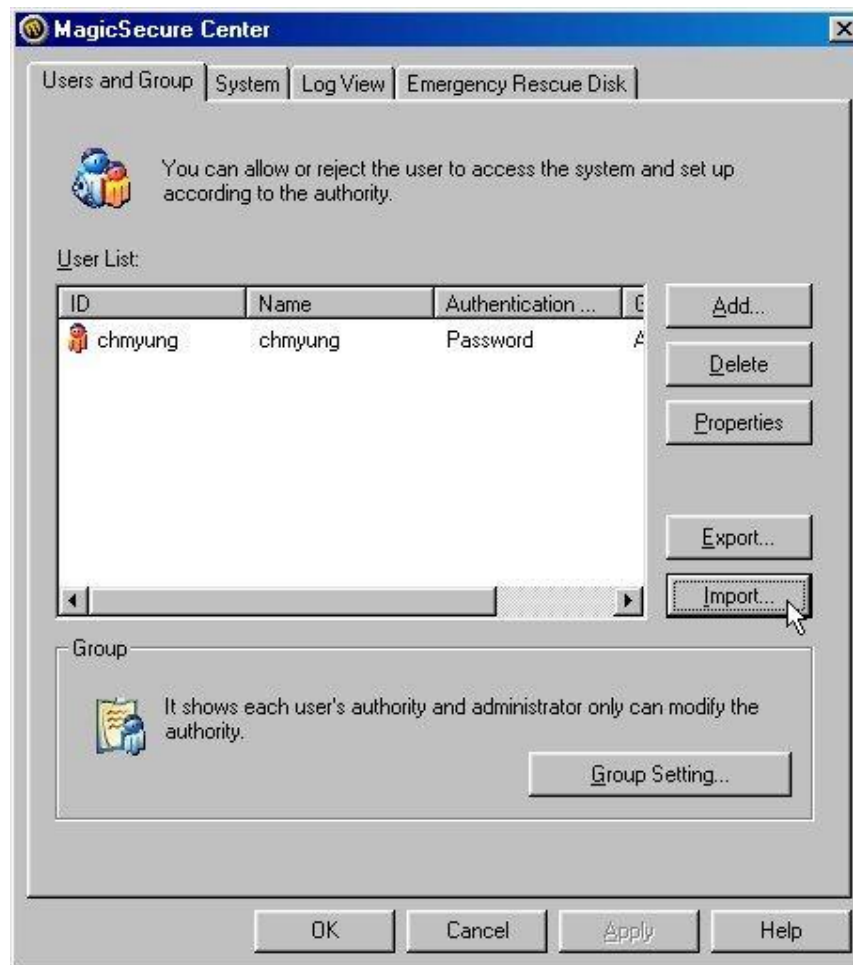 MagicSecure Center
Users and Group System Log View Emergency Rescue Disk
You can allow or reject the user to access the system and set up
according to the authority.
User List:
ID Name Authentication ...
chmyung chmyung Password
Add...
Delete
Properties
Export...
Import...
Group
It shows each user's authority and administrator only can modify the
authority.
Group Setting...
OK Cancel Apply Help